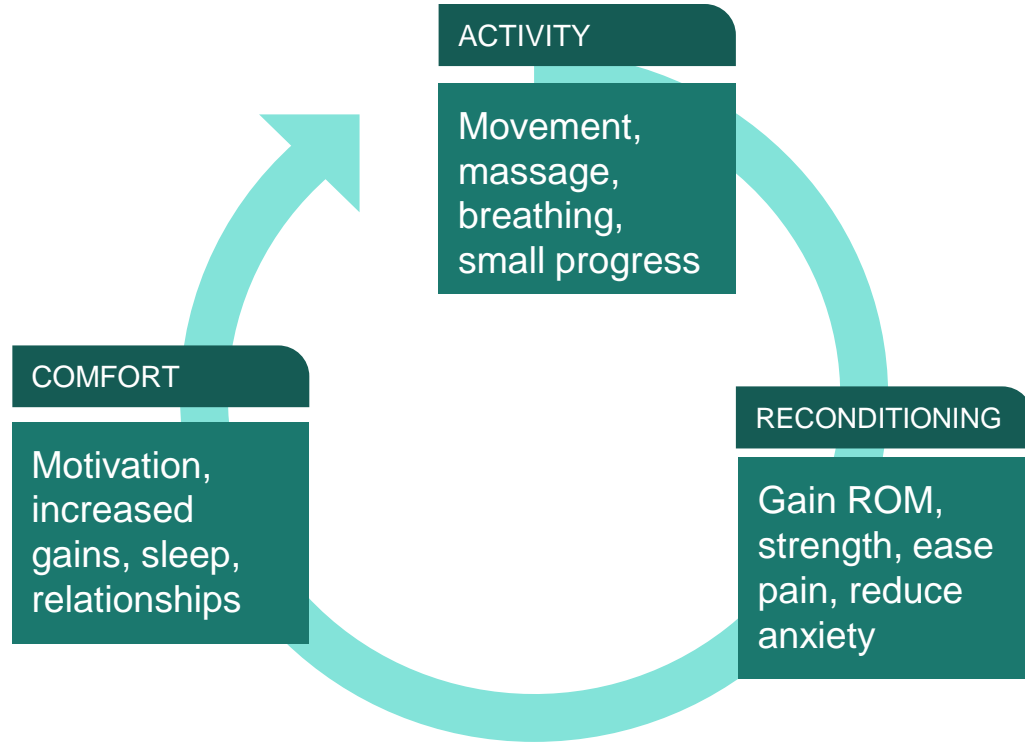 ACTIVITY
Movement,
massage,
breathing,
small progress
RECONDITIONING
Gain ROM,
strength, ease
pain, reduce
anxiety
COMFORT
Motivation,
increased
gains, sleep,
relationships